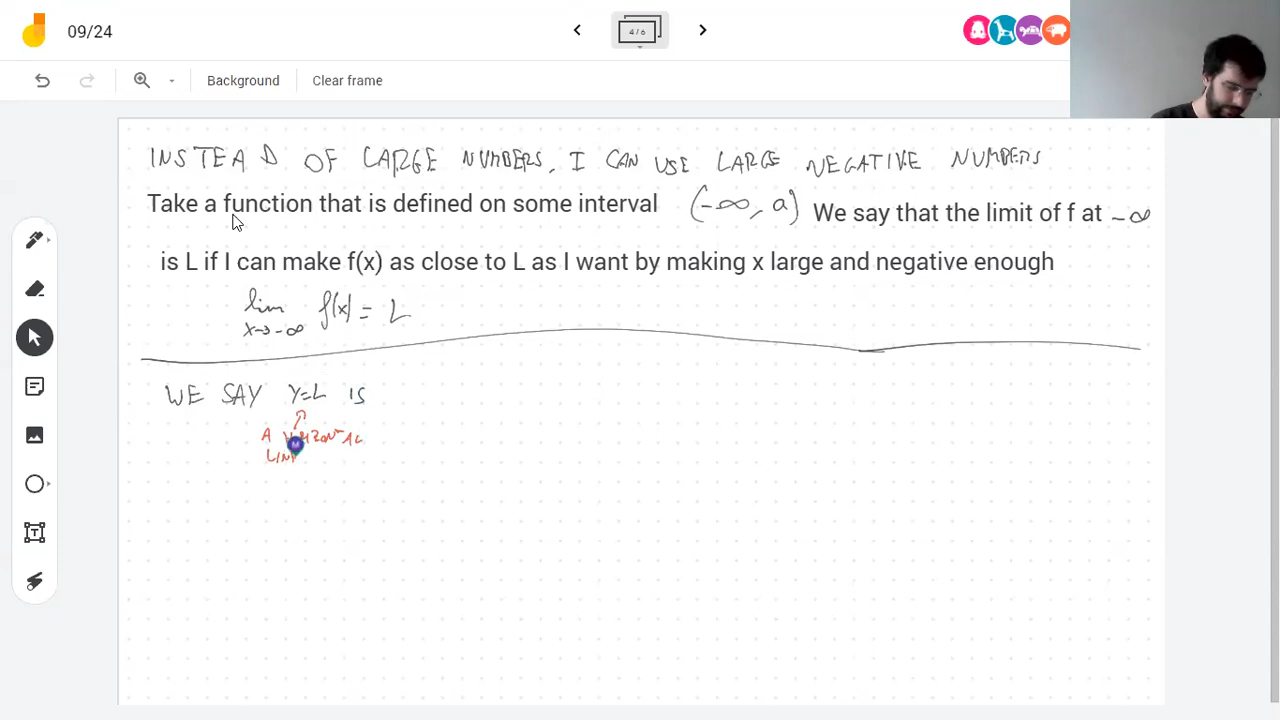 09/24
4/6
Background
Clear frame
INSTEAD OF LARGE NUMBERS, I CAN USE LARGE NEGATIVE NUMBERS
Take a function that is defined on some interval (-∞, a) We say that the limit of f at -∞
is L if I can make f(x) as close to L as I want by making x large and negative enough
lim f(x) = L
x→-∞
WE SAY Y=L IS
A